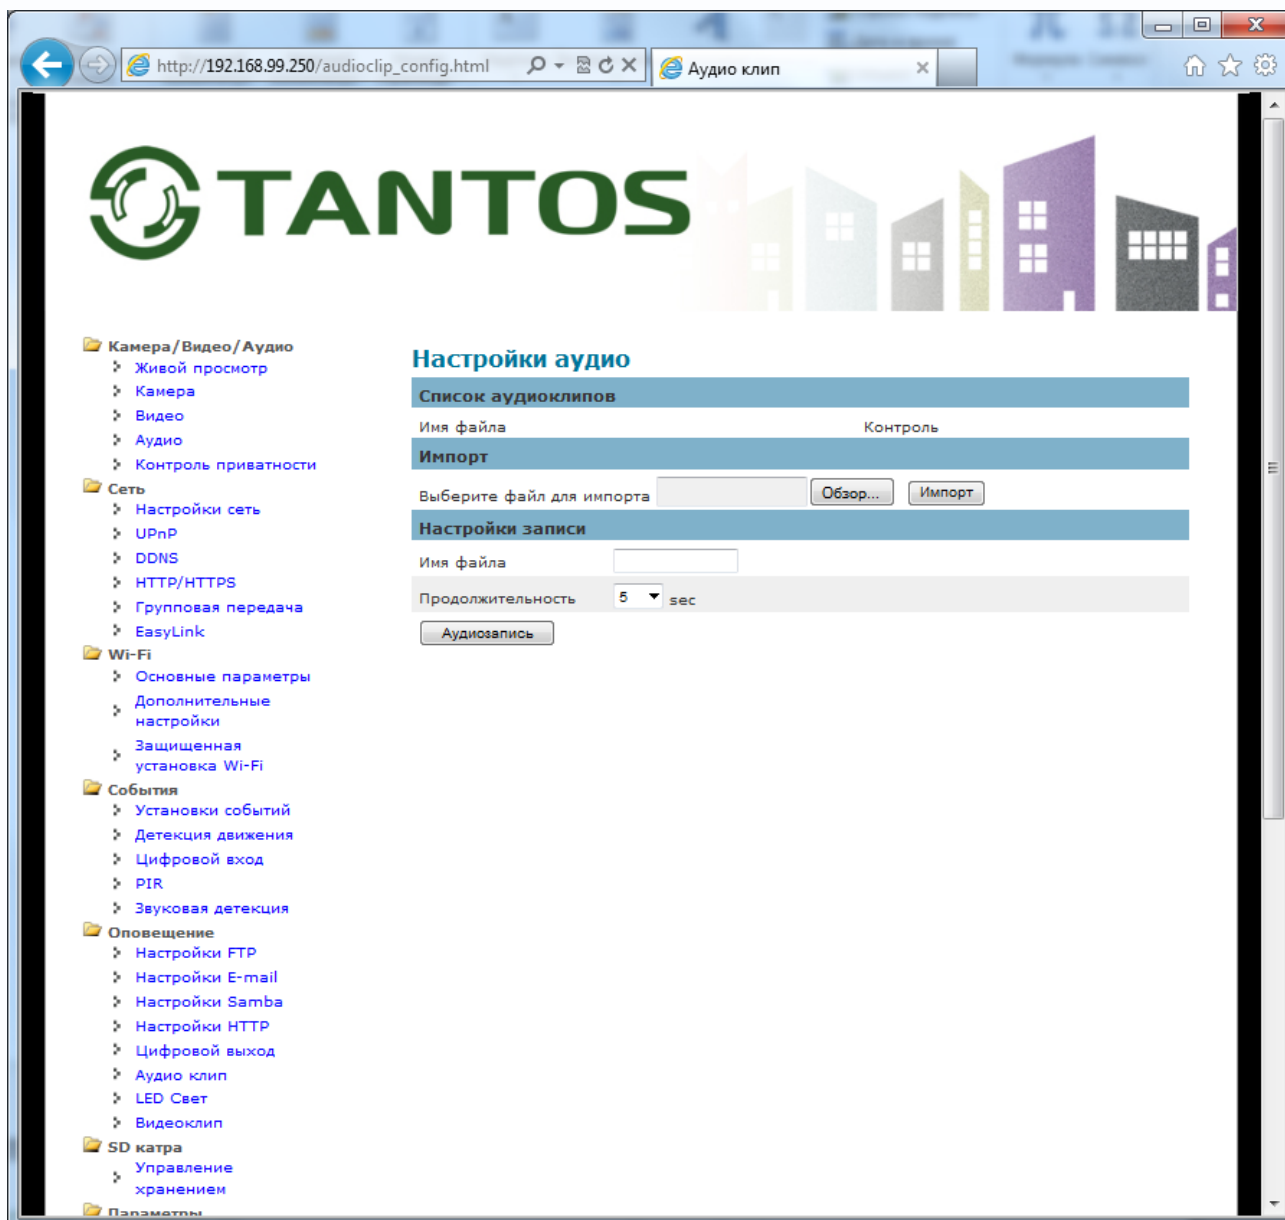 http://192.168.99.250/audioclip_config.html
Аудио клип
TANTOS
Камера/Видео/Аудио
Живой просмотр
Камера
Видео
Аудио
Контроль приватности
Сеть
Настройки сеть
UPnP
DDNS
HTTP/HTTPS
Групповая передача
EasyLink
Wi-Fi
Основные параметры
Дополнительные
настройки
Защищенная
установка Wi-Fi
События
Установки событий
Детекция движения
Цифровой вход
PIR
Звуковая детекция
Оповещение
Настройки FTP
Настройки E-mail
Настройки Samba
Настройки HTTP
Цифровой выход
Аудио клип
LED Свет
Видеоклип
SD катра
Управление
хранением
Параметры
Настройки аудио
Список аудиоклипов
Имя файла Контроль
Импорт
Выберите файл для импорта Обзор... Импорт
Настройки записи
Имя файла
Продолжительность 5 sec
Аудиозапись